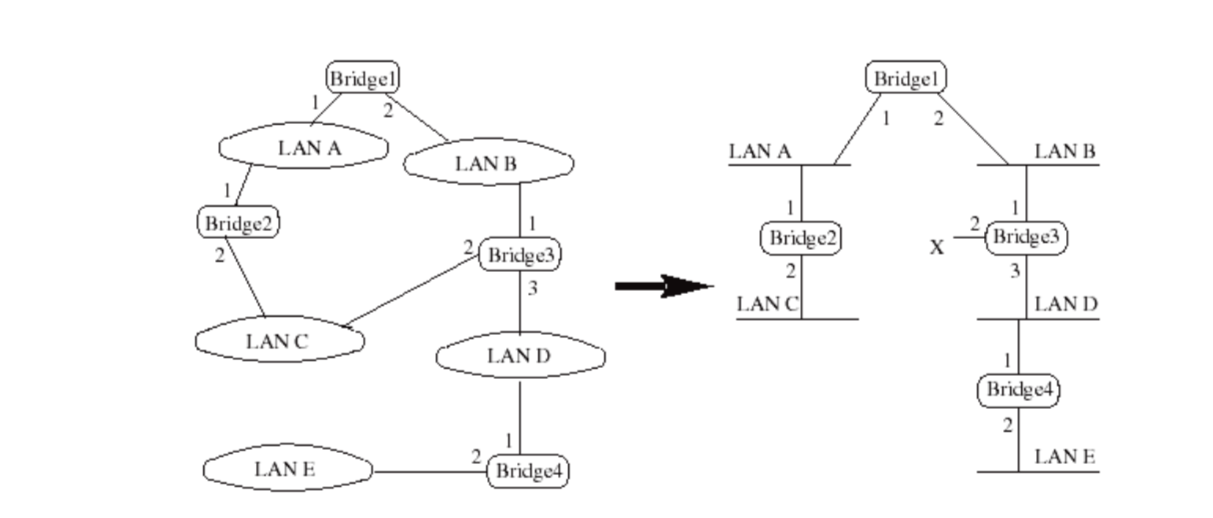 Bridge1
1
2
LAN A
LAN B
1
1
Bridge2
2
Bridge3
2
3
LAN C
LAN D
1
LAN E
2
Bridge4
Bridge1
1
2
LAN A
LAN B
1
1
Bridge2
2
Bridge3
X
2
3
LAN C
LAN D
1
Bridge4
2
LAN E